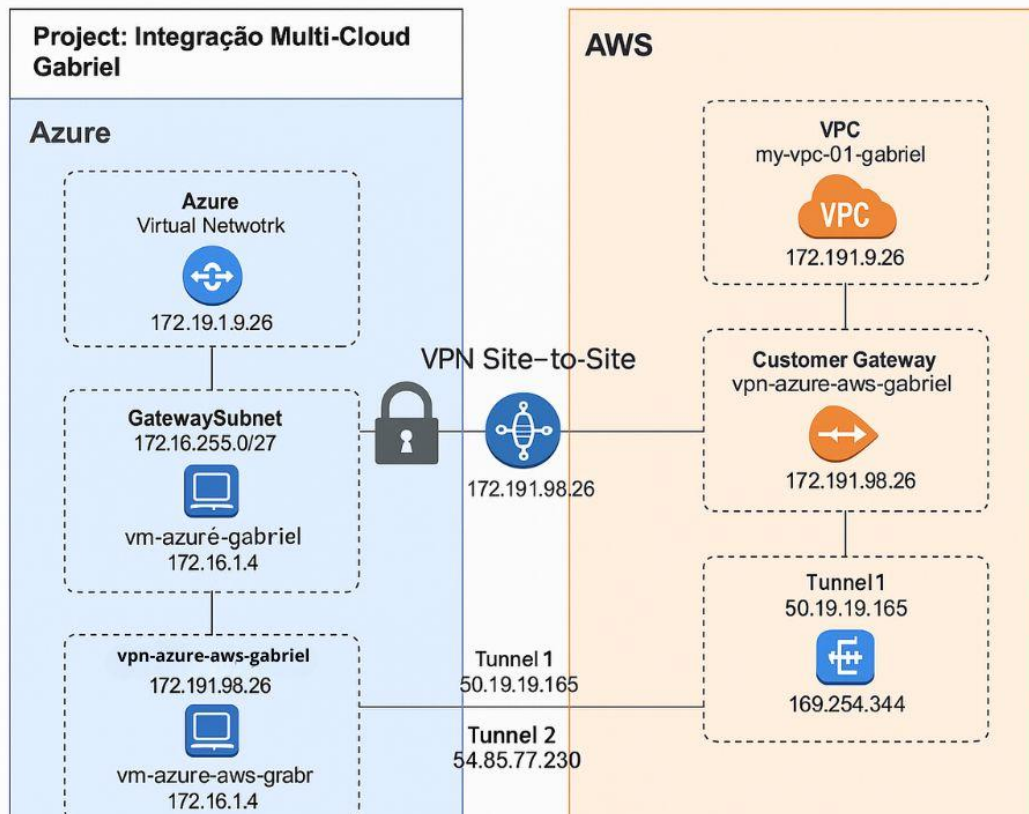 Project: Integração Multi-Cloud
Gabriel
Azure
Azure
Virtual Netwotrk
172.19.1.9.26
GatewaySubnet
172.16.255.0/27
vm-azuré-gabriel
172.16.1.4
vpn-azure-aws-gabriel
172.191.98.26
vm-azure-aws-grabr
172.16.1.4
VPN Site-to-Site
172.191.98.26
Tunnel 1
50.19.19.165
Tunnel 2
54.85.77.230
AWS
VPC
my-vpc-01-gabriel
VPC
172.191.9.26
Customer Gateway
vpn-azure-aws-gabriel
172.191.98.26
Tunnel 1
50.19.19.165
169.254.344